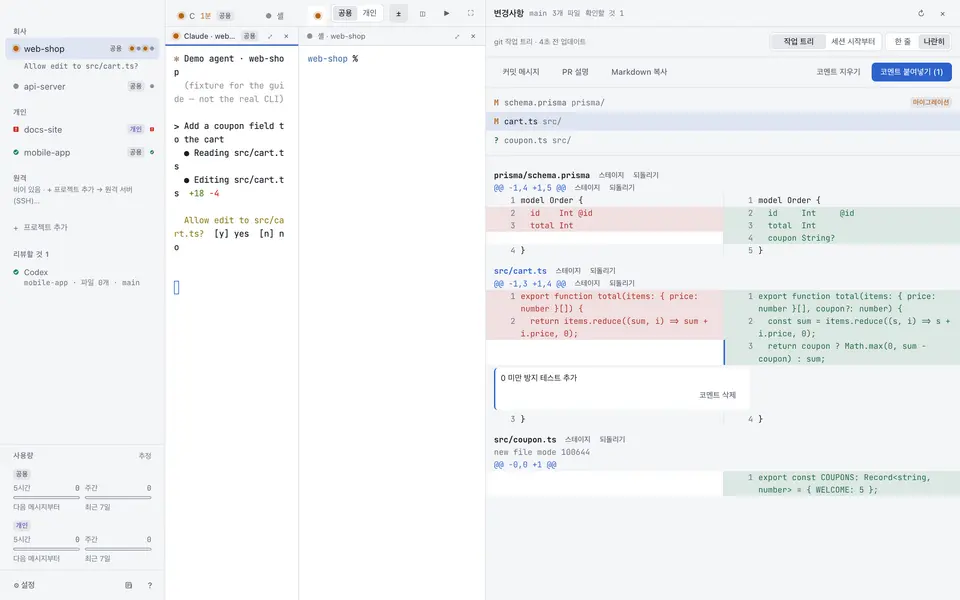 회사
web-shop 공용
Allow edit to src/cart.ts?
api-server 공용
개인
docs-site 개인
mobile-app 공용
원격
비어 있음 · + 프로젝트 추가 → 원격 서버
(SSH)…
+ 프로젝트 추가
리뷰할 것 1
Codex
mobile-app · 파일 0개 · main
사용량 추정
공용
5시간 0 주간 0
다음 메시지부터 최근 7일
개인
5시간 0 주간 0
다음 메시지부터 최근 7일
설정 ?
C 1분 공용 셸
공용 개인
Claude · web… 공용
✻ Demo agent · web-sho
p
(fixture for the gui
de — not the real CLI)
> Add a coupon field t
o the cart
● Reading src/cart.t
s
● Editing src/cart.t
s +18 -4
Allow edit to src/ca
rt.ts? [y] yes [n] n
o
셸 · web-shop
web-shop %
변경사항 main 3개 파일 확인할 것 1
git 작업 트리 · 4초 전 업데이트
작업 트리 세션 시작부터 한 줄 나란히
커밋 메시지 PR 설명 Markdown 복사 코멘트 지우기 코멘트 붙여넣기 (1)
M schema.prisma prisma/ 마이그레이션
M cart.ts src/
? coupon.ts src/
prisma/schema.prisma 스테이지 되돌리기
@@ -1,4 +1,5 @@ 스테이지 되돌리기
1 model Order { 1 model Order {
2 id Int @id 2 id Int @id
3 total Int 3 total Int
4 coupon String?
4 } 5 }
src/cart.ts 스테이지 되돌리기
@@ -1,3 +1,4 @@ 스테이지 되돌리기
1 export function total(items: { price: 1 export function total(items: { price:
number }[]) { number }[], coupon?: number) {
2 return items.reduce((sum, i) => sum + 2 const sum = items.reduce((s, i) => s +
i.price, 0); i.price, 0);
3 return coupon ? Math.max(0, sum -
coupon) : sum;
0 미만 방지 테스트 추가
코멘트 삭제
3 } 4 }
src/coupon.ts 스테이지 되돌리기
new file mode 100644
@@ -0,0 +1 @@
1 export const COUPONS: Record<string,
number> = { WELCOME: 5 };